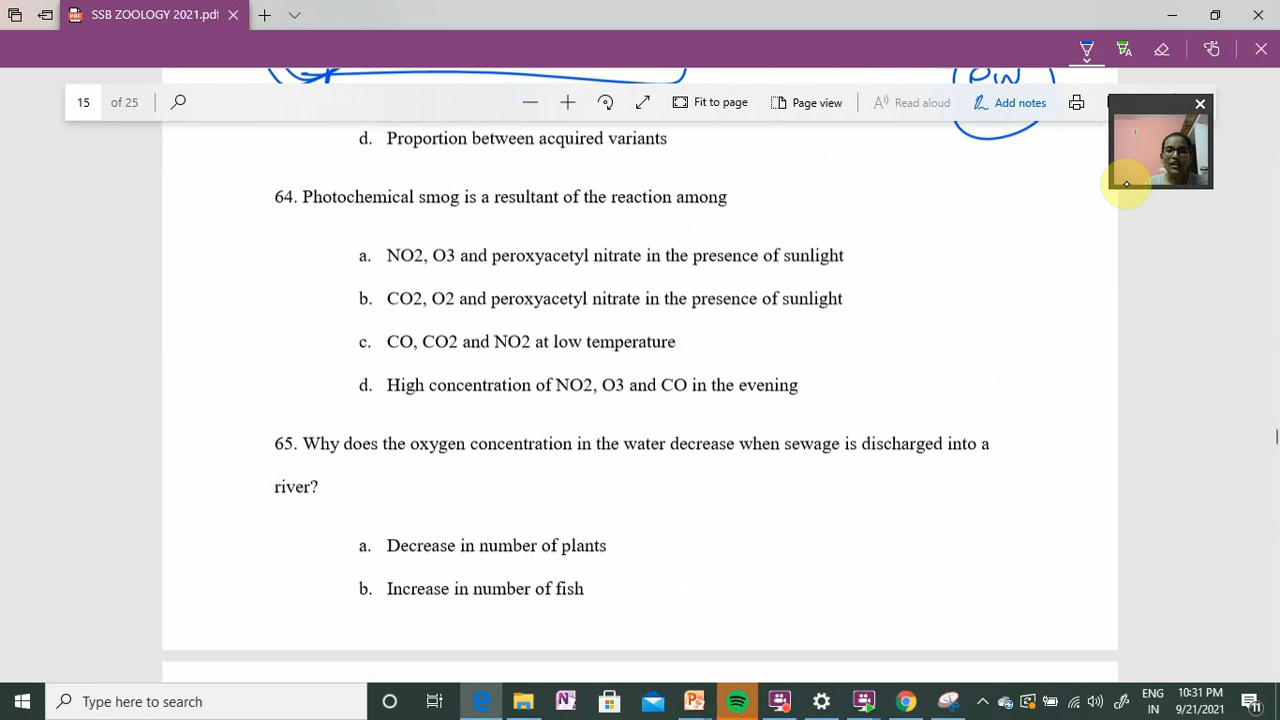 SSB ZOOLOGY 2021.pdf
15 of 25
Fit to page
Page view
Read aloud
Add notes
d. Proportion between acquired variants
64. Photochemical smog is a resultant of the reaction among
a. NO2, O3 and peroxyacetyl nitrate in the presence of sunlight
b. CO2, O2 and peroxyacetyl nitrate in the presence of sunlight
c. CO, CO2 and NO2 at low temperature
d. High concentration of NO2, O3 and CO in the evening
65. Why does the oxygen concentration in the water decrease when sewage is discharged into a
river?
a. Decrease in number of plants
b. Increase in number of fish
Type here to search
ENG
IN
10:31 PM
9/21/2021
11